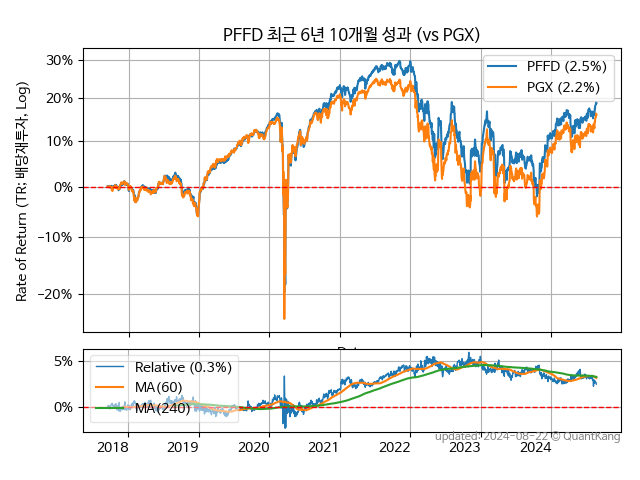 PFFD 최근 6년 10개월 성과 (vs PGX)
Rate of Return (TR: 배당재투자, Log)
30%
20%
10%
0%
−10%
−20%
PFFD (2.5%)
PGX (2.2%)
5%
0%
Relative (0.3%)
MA(60)
MA(240)
2018
2019
2020
2021
2022
2023
2024
updated: 2024-08-22 © QuantKang